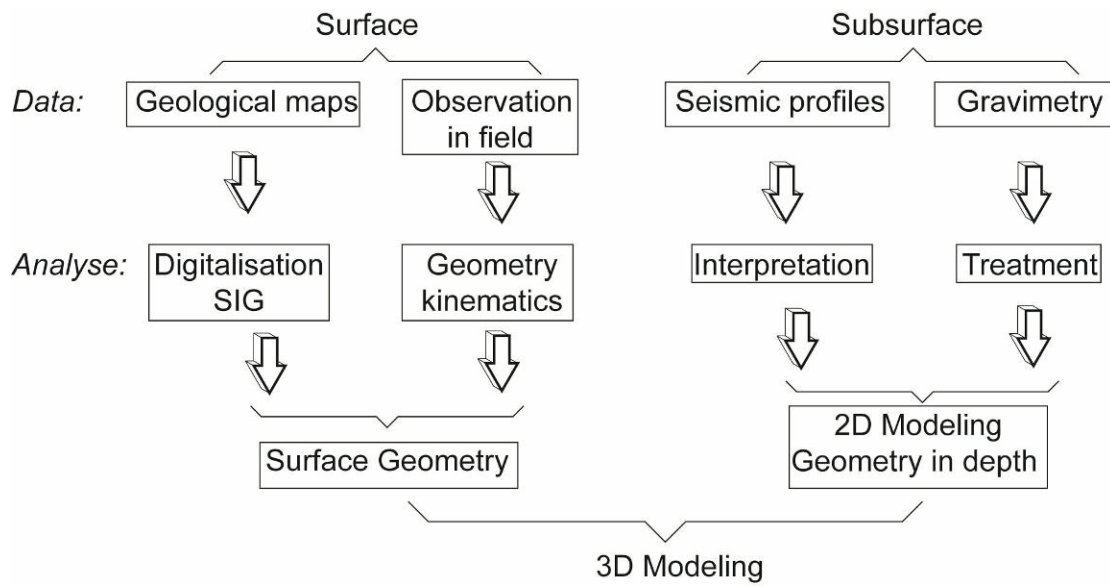 Surface
Subsurface
Data:
Geological maps
Observation
in field
Seismic profiles
Gravimetry
Analyse:
Digitalisation
SIG
Geometry
kinematics
Interpretation
Treatment
Surface Geometry
2D Modeling
Geometry in depth
3D Modeling